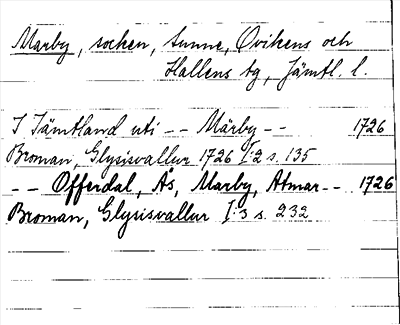 Marby, socken, Sunne, Ovikens och
Hallens tg, Jämtl. l.
I Jämtland uti -- Märby -- 1726
Broman, Glysisvallur 1726 I:2 s. 135
-- Offerdal, Ås, Marby, Atmar -- 1726
Broman, Glysisvallur I:3 s. 232